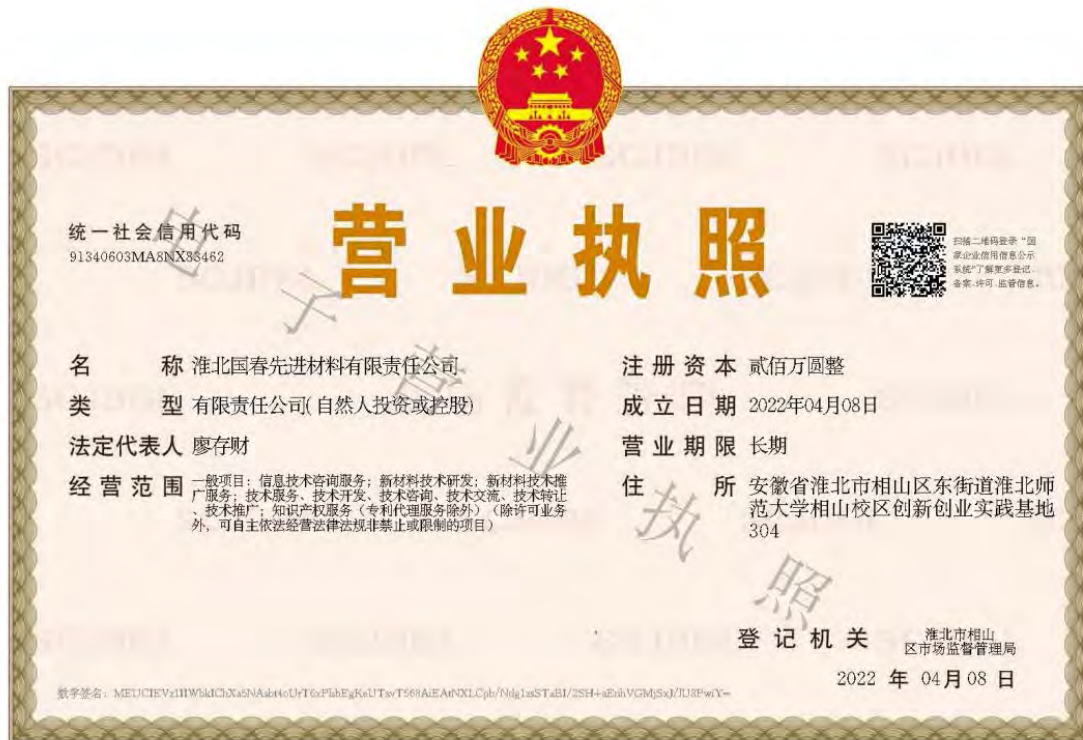 营业执照
统一社会信用代码
91340603MA8NX83462
扫描二维码登录“国
家企业信用信息公示
系统”了解更多登记、
备案、许可、监管信息。
名 称 淮北国春先进材料有限责任公司
类 型 有限责任公司(自然人投资或控股)
法定代表人 廖存财
经营范围 一般项目：信息技术咨询服务；新材料技术研发；新材料技术推
广服务；技术服务、技术开发、技术咨询、技术交流、技术转让
、技术推广；知识产权服务（专利代理服务除外）（除许可业务
外，可自主依法经营法律法规非禁止或限制的项目）
注册资本 贰佰万圆整
成立日期 2022年04月08日
营业期限 长期
住 所 安徽省淮北市相山区东街道淮北师
范大学相山校区创新创业实践基地
304
电子营业执照
登记机关 淮北市相山
区市场监督管理局
2022 年 04月 08 日
数字签名：